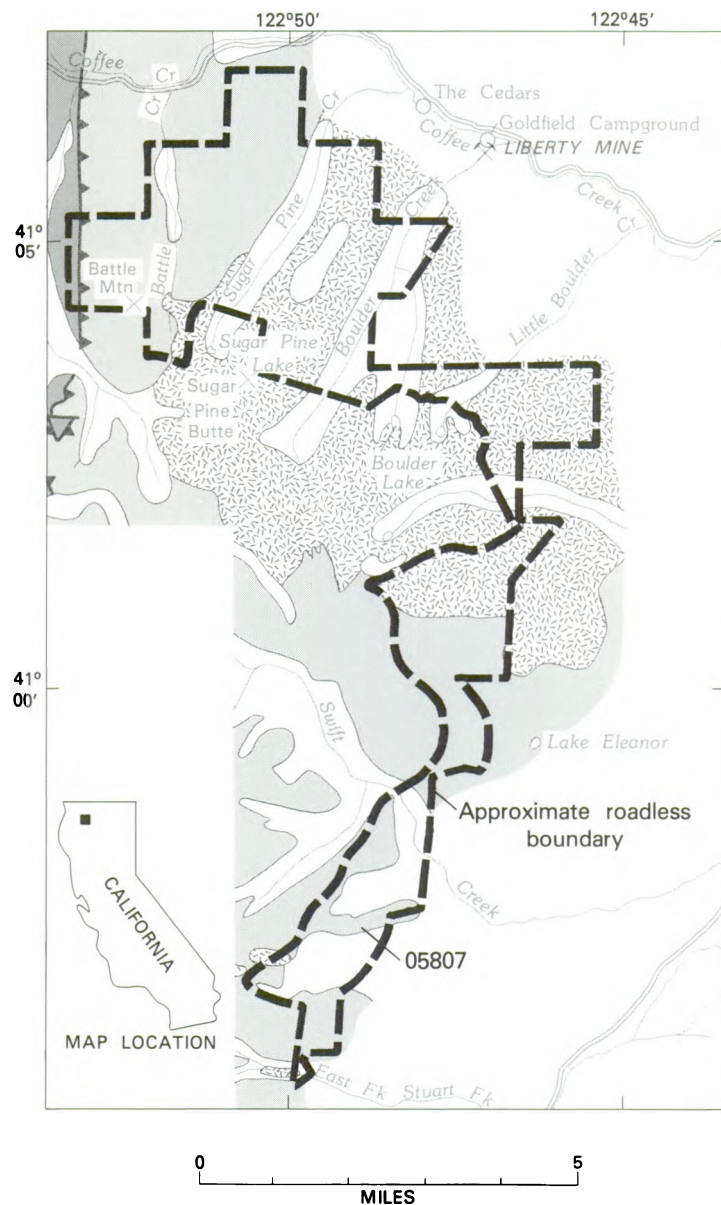 122°50'
122°45'
Coffee
Cr
Cr
Cr
The Cedars
Coffee
Goldfield Campground
LIBERTY MINE
Creek
Creek
Cr
41°
05'
Pine
Sugar
Battle
Mtn
Battle
Boulder
Little Boulder
Sugar Pine
Lake
Sugar
Pine
Butte
Boulder
Lake
41°
00'
Swift
Lake Eleanor
Approximate roadless
boundary
Creek
05807
CALIFORNIA
MAP LOCATION
East Fk Stuart Fk
0
5
MILES